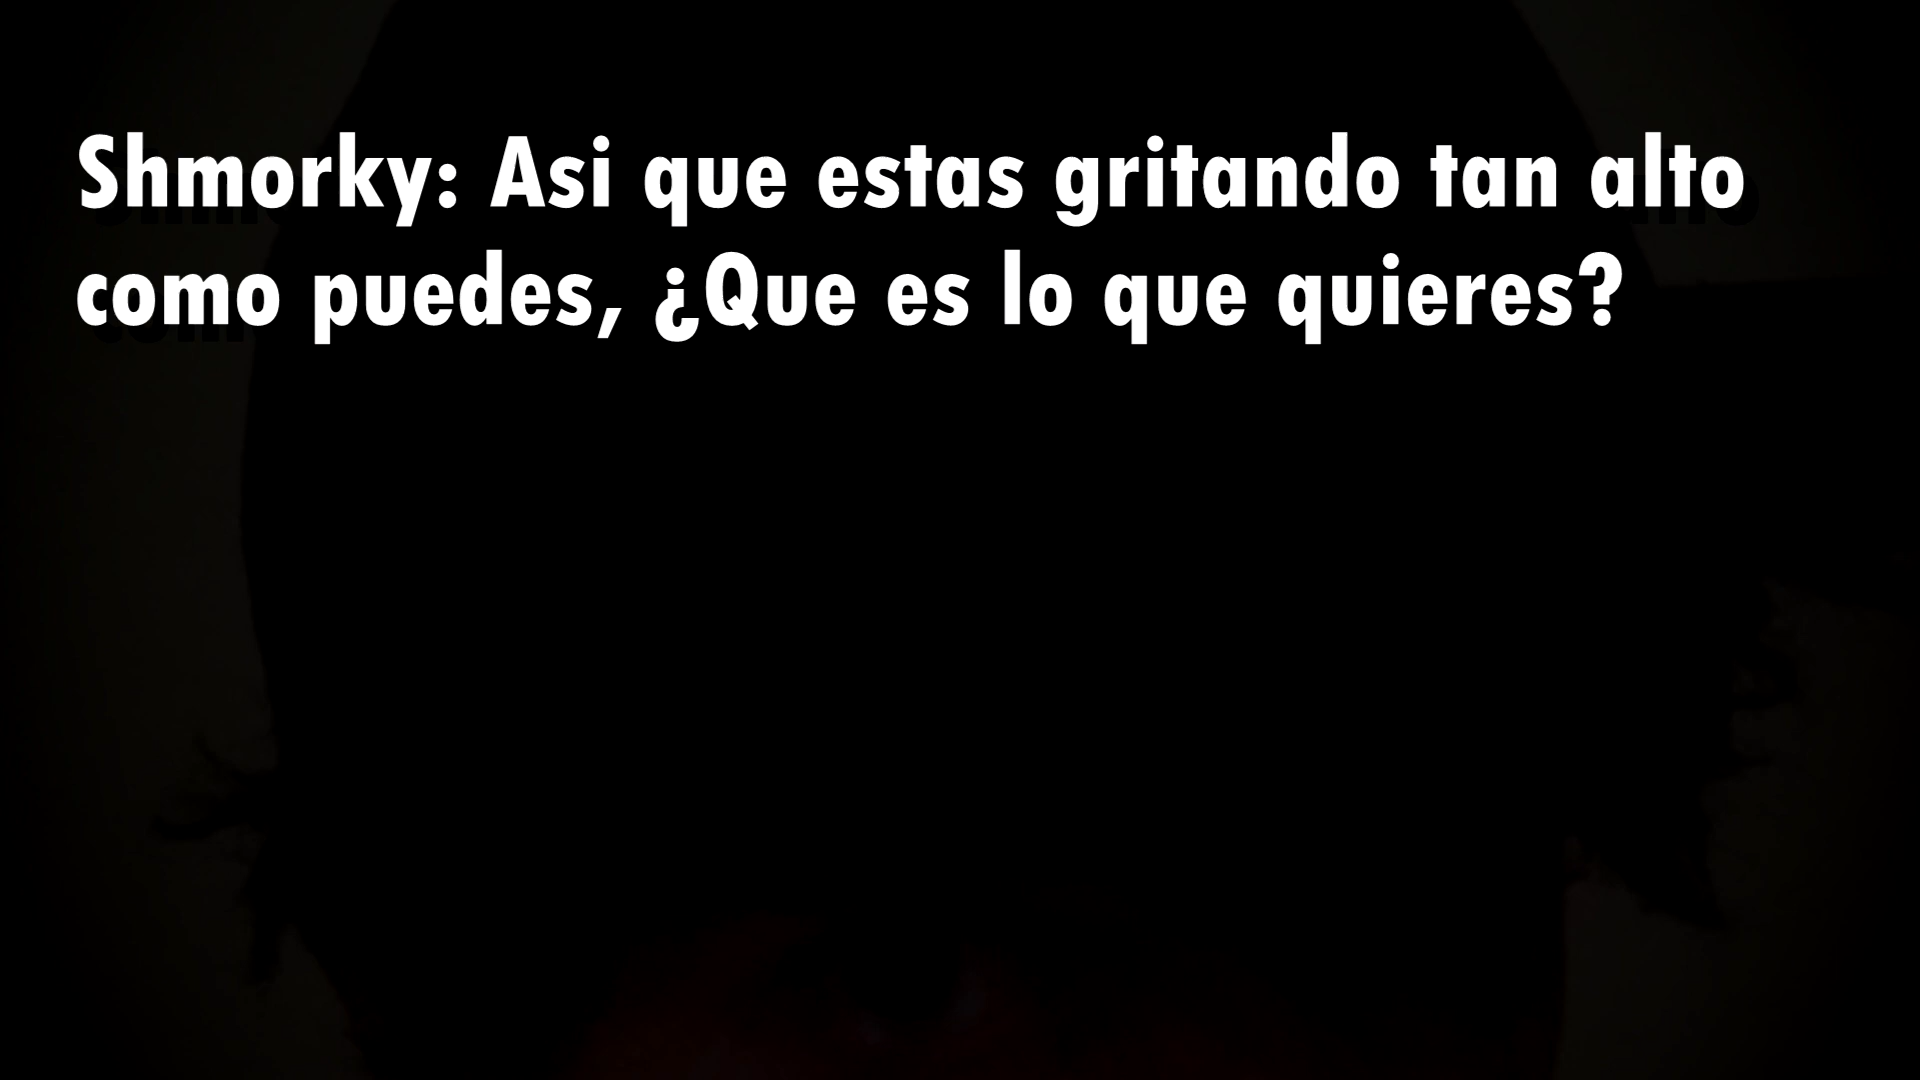 Shmorky: Asi que estas gritando tan alto
como puedes, ¿Que es lo que quieres?